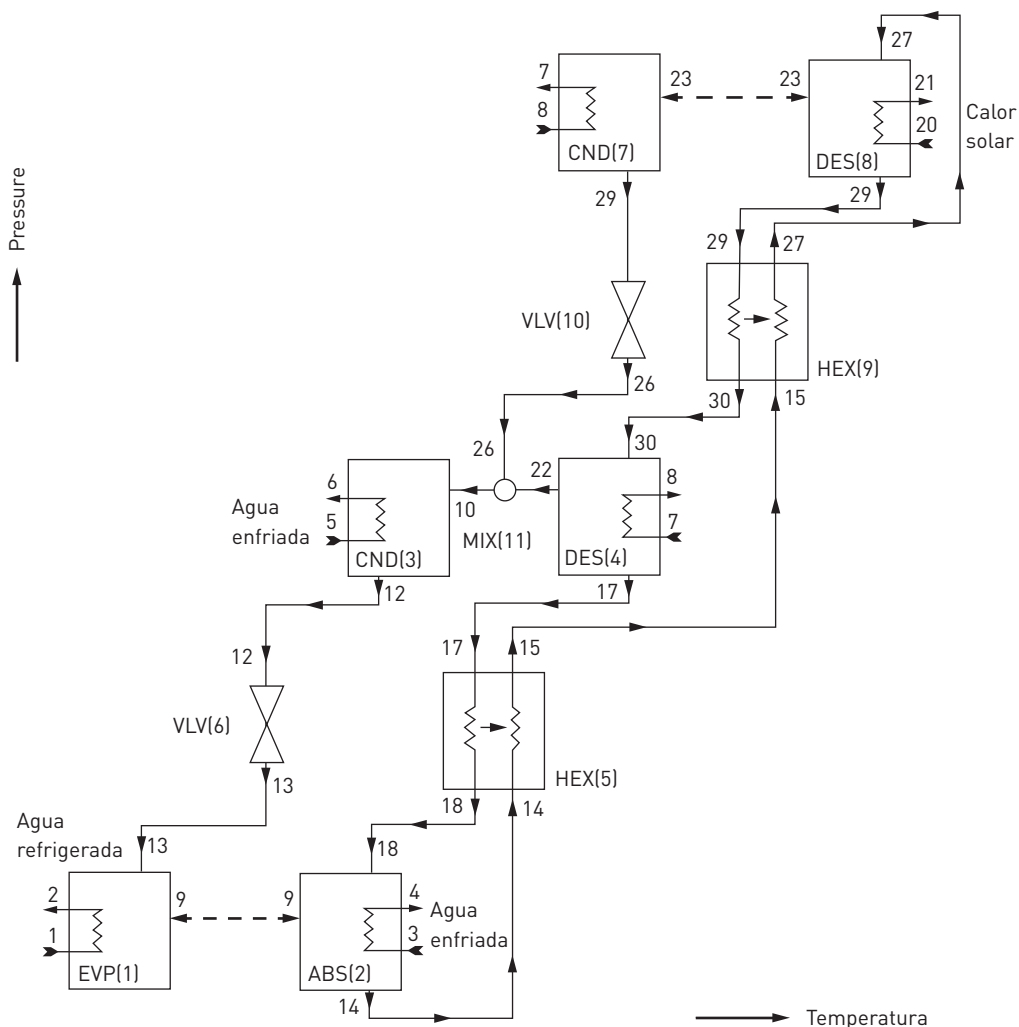 27
7
23
23
21
8
20
Calor
solar
CND(7)
DES(8)
29
29
29
27
Pressure
VLV(10)
HEX(9)
26
30
15
26
30
6
22
8
Agua
enfriada
5
10
7
MIX(11)
CND(3)
DES(4)
12
17
12
17
15
VLV(6)
13
HEX(5)
18
14
Agua
refrigerada
13
18
2
9
9
4
Agua
enfriada
1
3
EVP(1)
ABS(2)
14
Temperatura